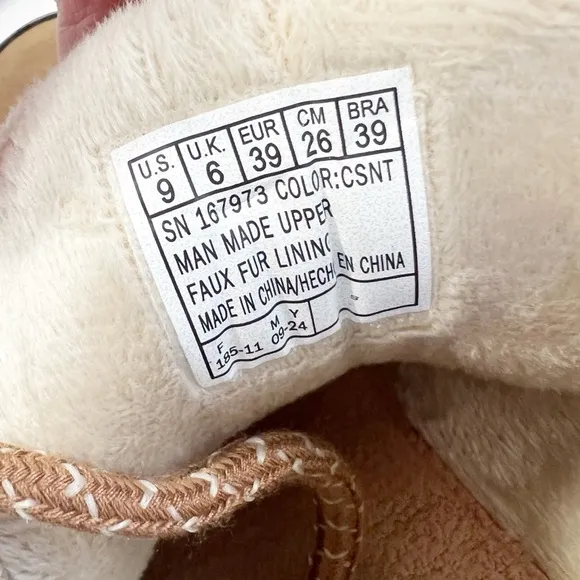 U.S. U.K. EUR CM BRA
9 6 39 26 39
SN 167973 COLOR:CSNT
MAN MADE UPPER
FAUX FUR LINING
MADE IN CHINA/HECH EN CHINA
F M Y
185-11 09-24